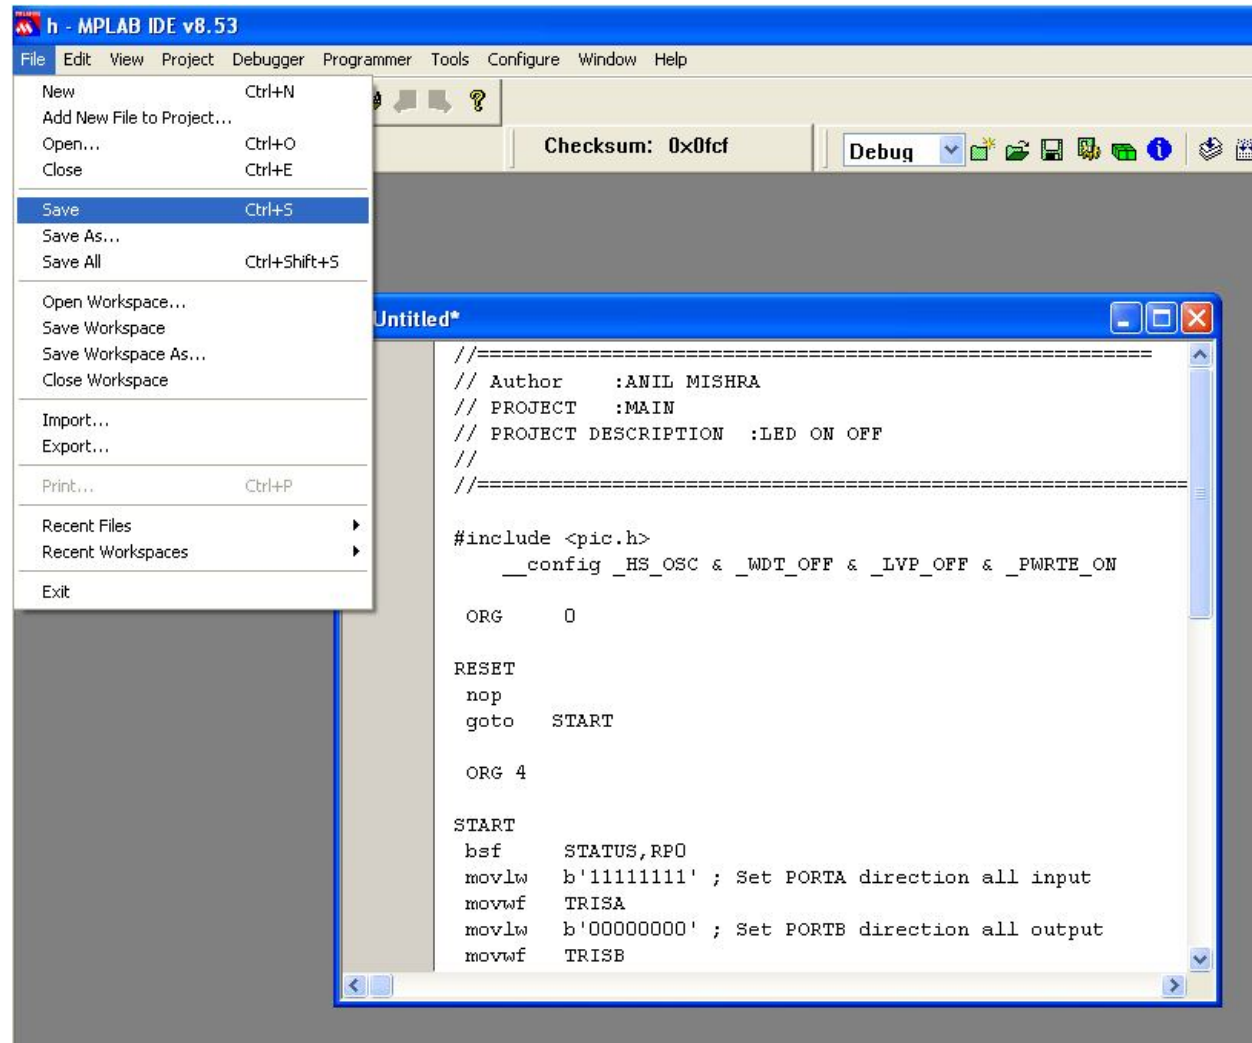 h - MPLAB IDE v8.53
File Edit View Project Debugger Programmer Tools Configure Window Help
New Ctrl+N
Add New File to Project...
Open... Ctrl+O
Close Ctrl+E
Save Ctrl+S
Save As...
Save All Ctrl+Shift+S
Open Workspace...
Save Workspace
Save Workspace As...
Close Workspace
Import...
Export...
Print... Ctrl+P
Recent Files
Recent Workspaces
Exit
Checksum: 0x0fcf
Debug
Untitled*
//=======================================================
// Author    :ANIL MISHRA
// PROJECT   :MAIN
// PROJECT DESCRIPTION  :LED ON OFF
//
//==========================================================
#include <pic.h>
    __config _HS_OSC & _WDT_OFF & _LVP_OFF & _PWRTE_ON
 ORG     0
RESET
 nop
 goto   START
 ORG 4
START
 bsf     STATUS,RP0
 movlw   b'11111111' ; Set PORTA direction all input
 movwf   TRISA
 movlw   b'00000000' ; Set PORTB direction all output
 movwf   TRISB